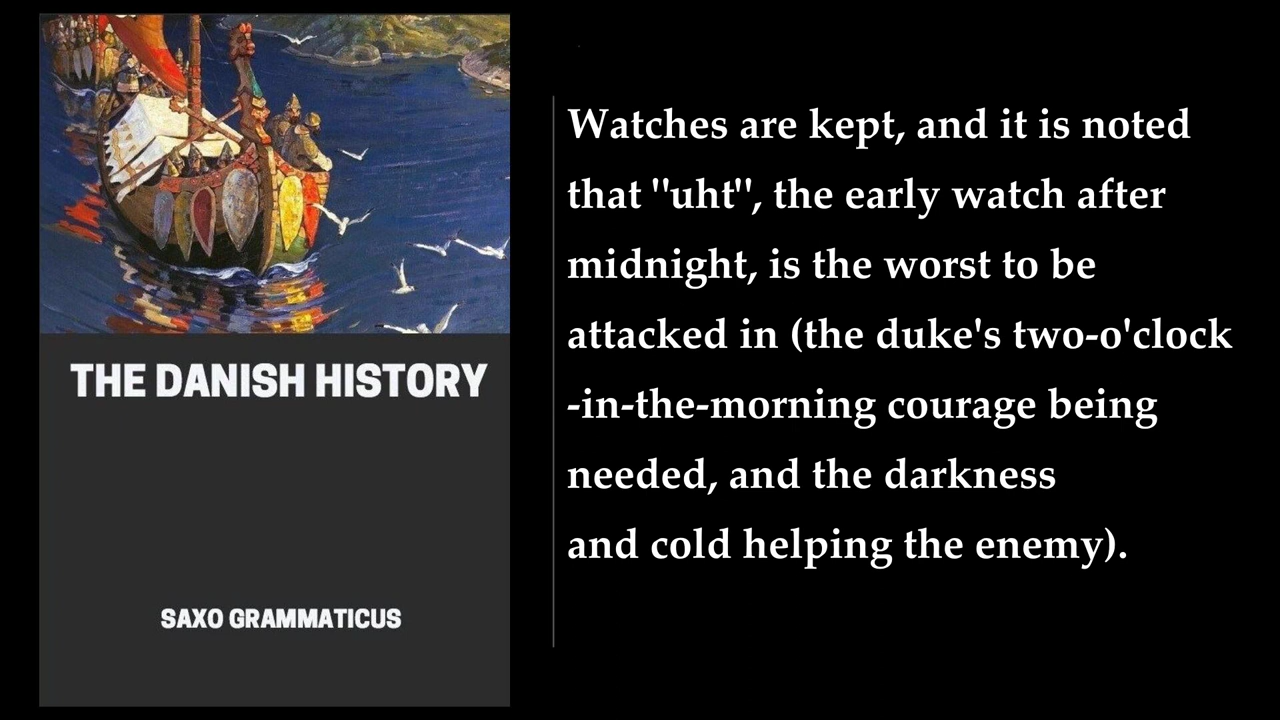 THE DANISH HISTORY
SAXO GRAMMATICUS
Watches are kept, and it is noted
that "uht", the early watch after
midnight, is the worst to be
attacked in (the duke's two-o'clock
-in-the-morning courage being
needed, and the darkness
and cold helping the enemy).